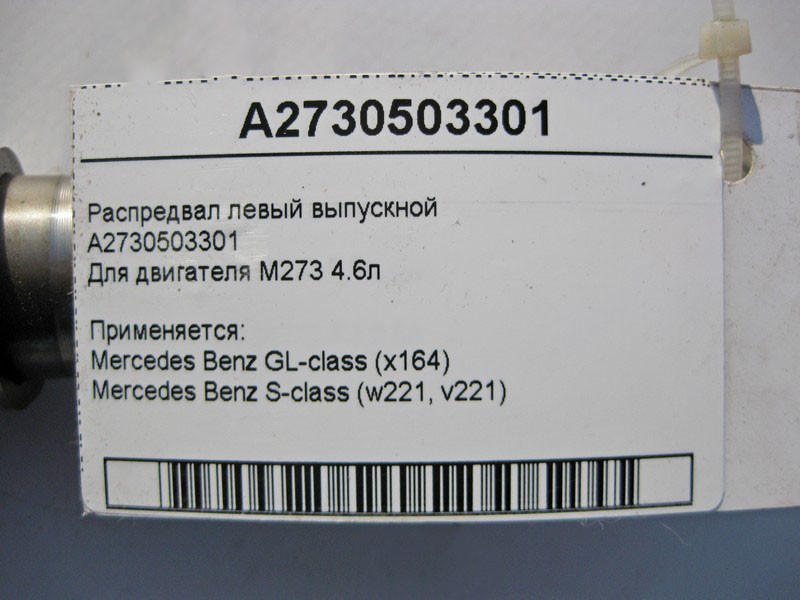 A2730503301
Распредвал левый выпускной
A2730503301
Для двигателя М273 4.6л
Применяется:
Mercedes Benz GL-class (x164)
Mercedes Benz S-class (w221, v221)